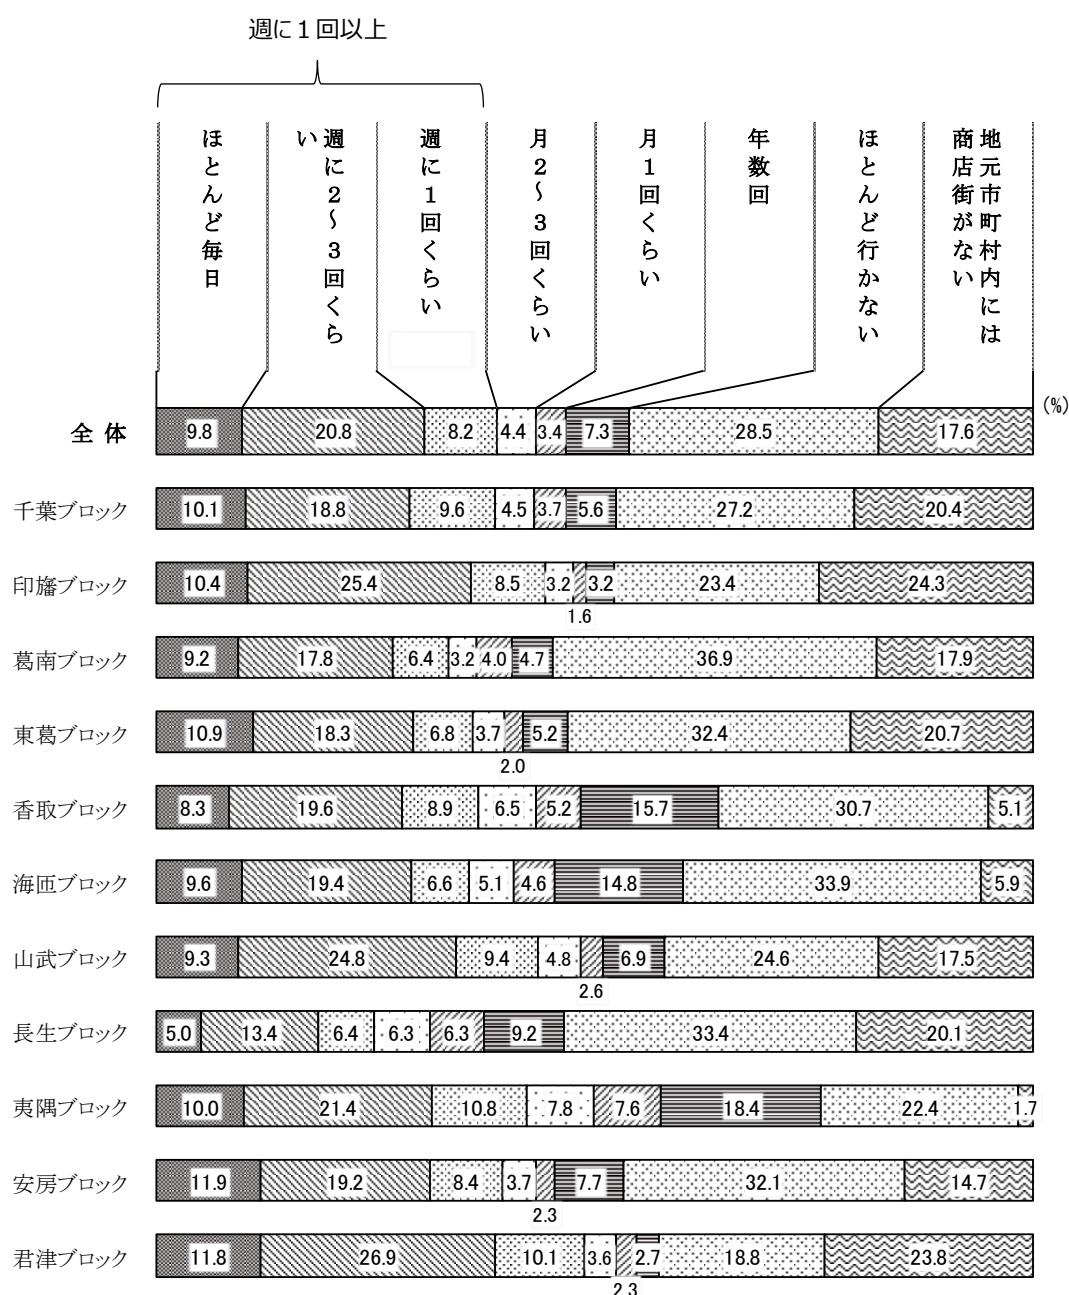 週に１回以上
ほとんど毎日
週に２～３回くらい
週に１回くらい
月２～３回くらい
月１回くらい
年数回
ほとんど行かない
地元市町村内には
商店街がない
(%)
全体 9.8 20.8 8.2 4.4 3.4 7.3 28.5 17.6
千葉ブロック 10.1 18.8 9.6 4.5 3.7 5.6 27.2 20.4
印旛ブロック 10.4 25.4 8.5 3.2 3.2 23.4 24.3
1.6
葛南ブロック 9.2 17.8 6.4 3.2 4.0 4.7 36.9 17.9
東葛ブロック 10.9 18.3 6.8 3.7 5.2 32.4 20.7
2.0
香取ブロック 8.3 19.6 8.9 6.5 5.2 15.7 30.7 5.1
海匝ブロック 9.6 19.4 6.6 5.1 4.6 14.8 33.9 5.9
山武ブロック 9.3 24.8 9.4 4.8 6.9 24.6 17.5
2.6
長生ブロック 5.0 13.4 6.4 6.3 6.3 9.2 33.4 20.1
夷隅ブロック 10.0 21.4 10.8 7.8 7.6 18.4 22.4 1.7
安房ブロック 11.9 19.2 8.4 3.7 7.7 32.1 14.7
2.3
君津ブロック 11.8 26.9 10.1 3.6 2.7 18.8 23.8
2.3